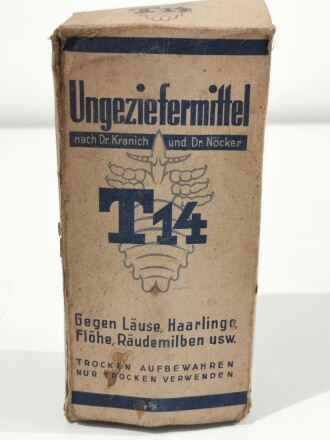 Ungeziefermittel
nach Dr. Kranich und Dr. Nöcker
T14
Gegen Läuse, Haarlinge,
Flöhe, Räudemilben usw.
TROCKEN AUFBEWAHREN
NUR TROCKEN VERWENDEN